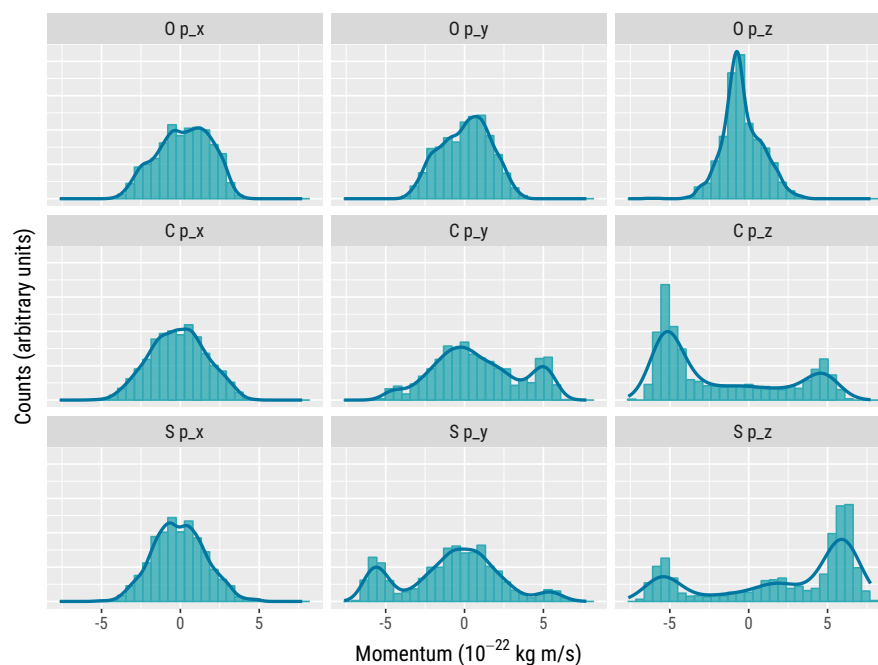 O p_x O p_y O p_z
C p_x C p_y C p_z
Counts (arbitrary units)
S p_x S p_y S p_z
-5 0 5 -5 0 5 -5 0 5
Momentum (10⁻²² kg m/s)